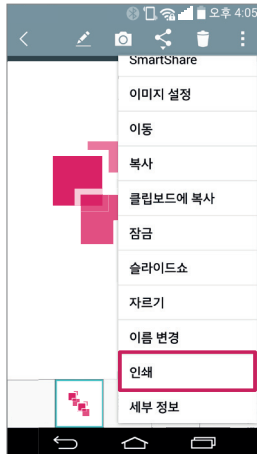 오후 4:05
SmartShare
이미지 설정
이동
복사
클립보드에 복사
잠금
슬라이드쇼
자르기
이름 변경
인쇄
세부 정보